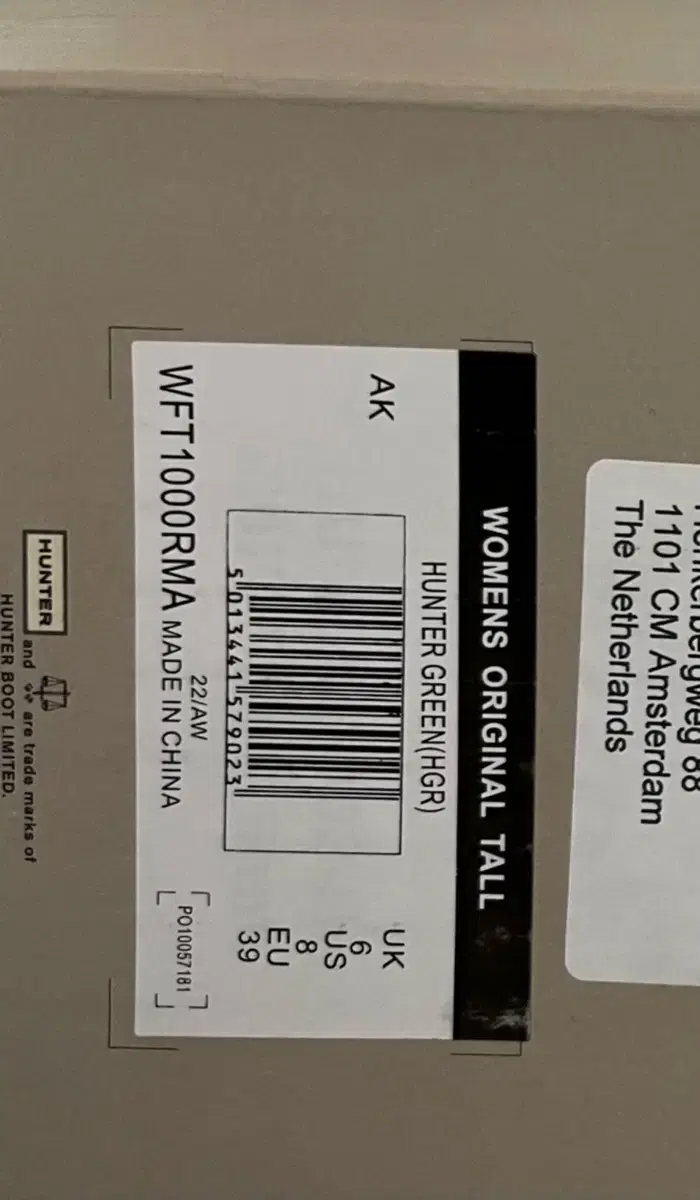 1101 CM Amsterdam
The Netherlands
WOMENS ORIGINAL TALL
HUNTER GREEN(HGR)
AK
UK
6
US
8
EU
39
5 013441 579023
22/AW
WFT1000RMA MADE IN CHINA
PO10057181
HUNTER
and are trade marks of
HUNTER BOOT LIMITED.